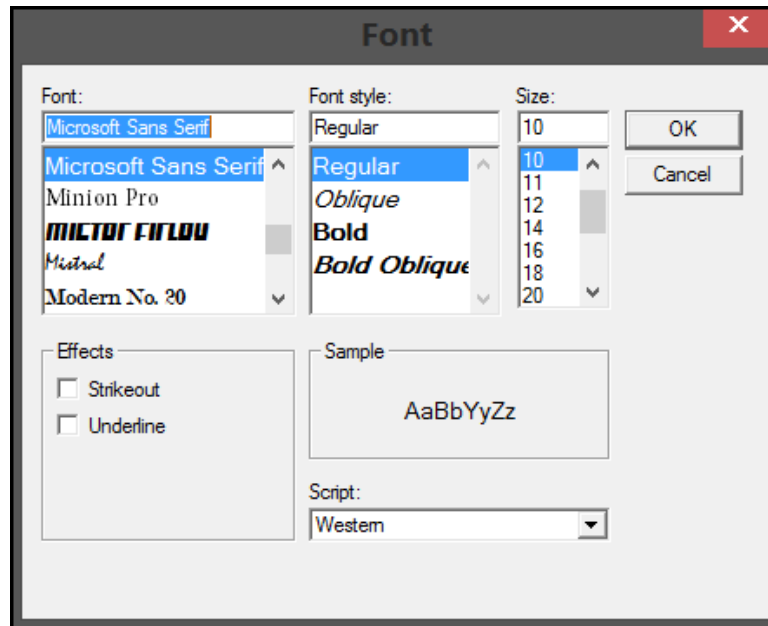 Font
Font:
Font style:
Size:
Microsoft Sans Serif
Regular
10
OK
Cancel
Microsoft Sans Serif
Minion Pro
Mistral
Modern No. 20
Regular
Oblique
Bold
Bold Oblique
10
11
12
14
16
18
20
Effects
Strikeout
Underline
Sample
AaBbYyZz
Script:
Western